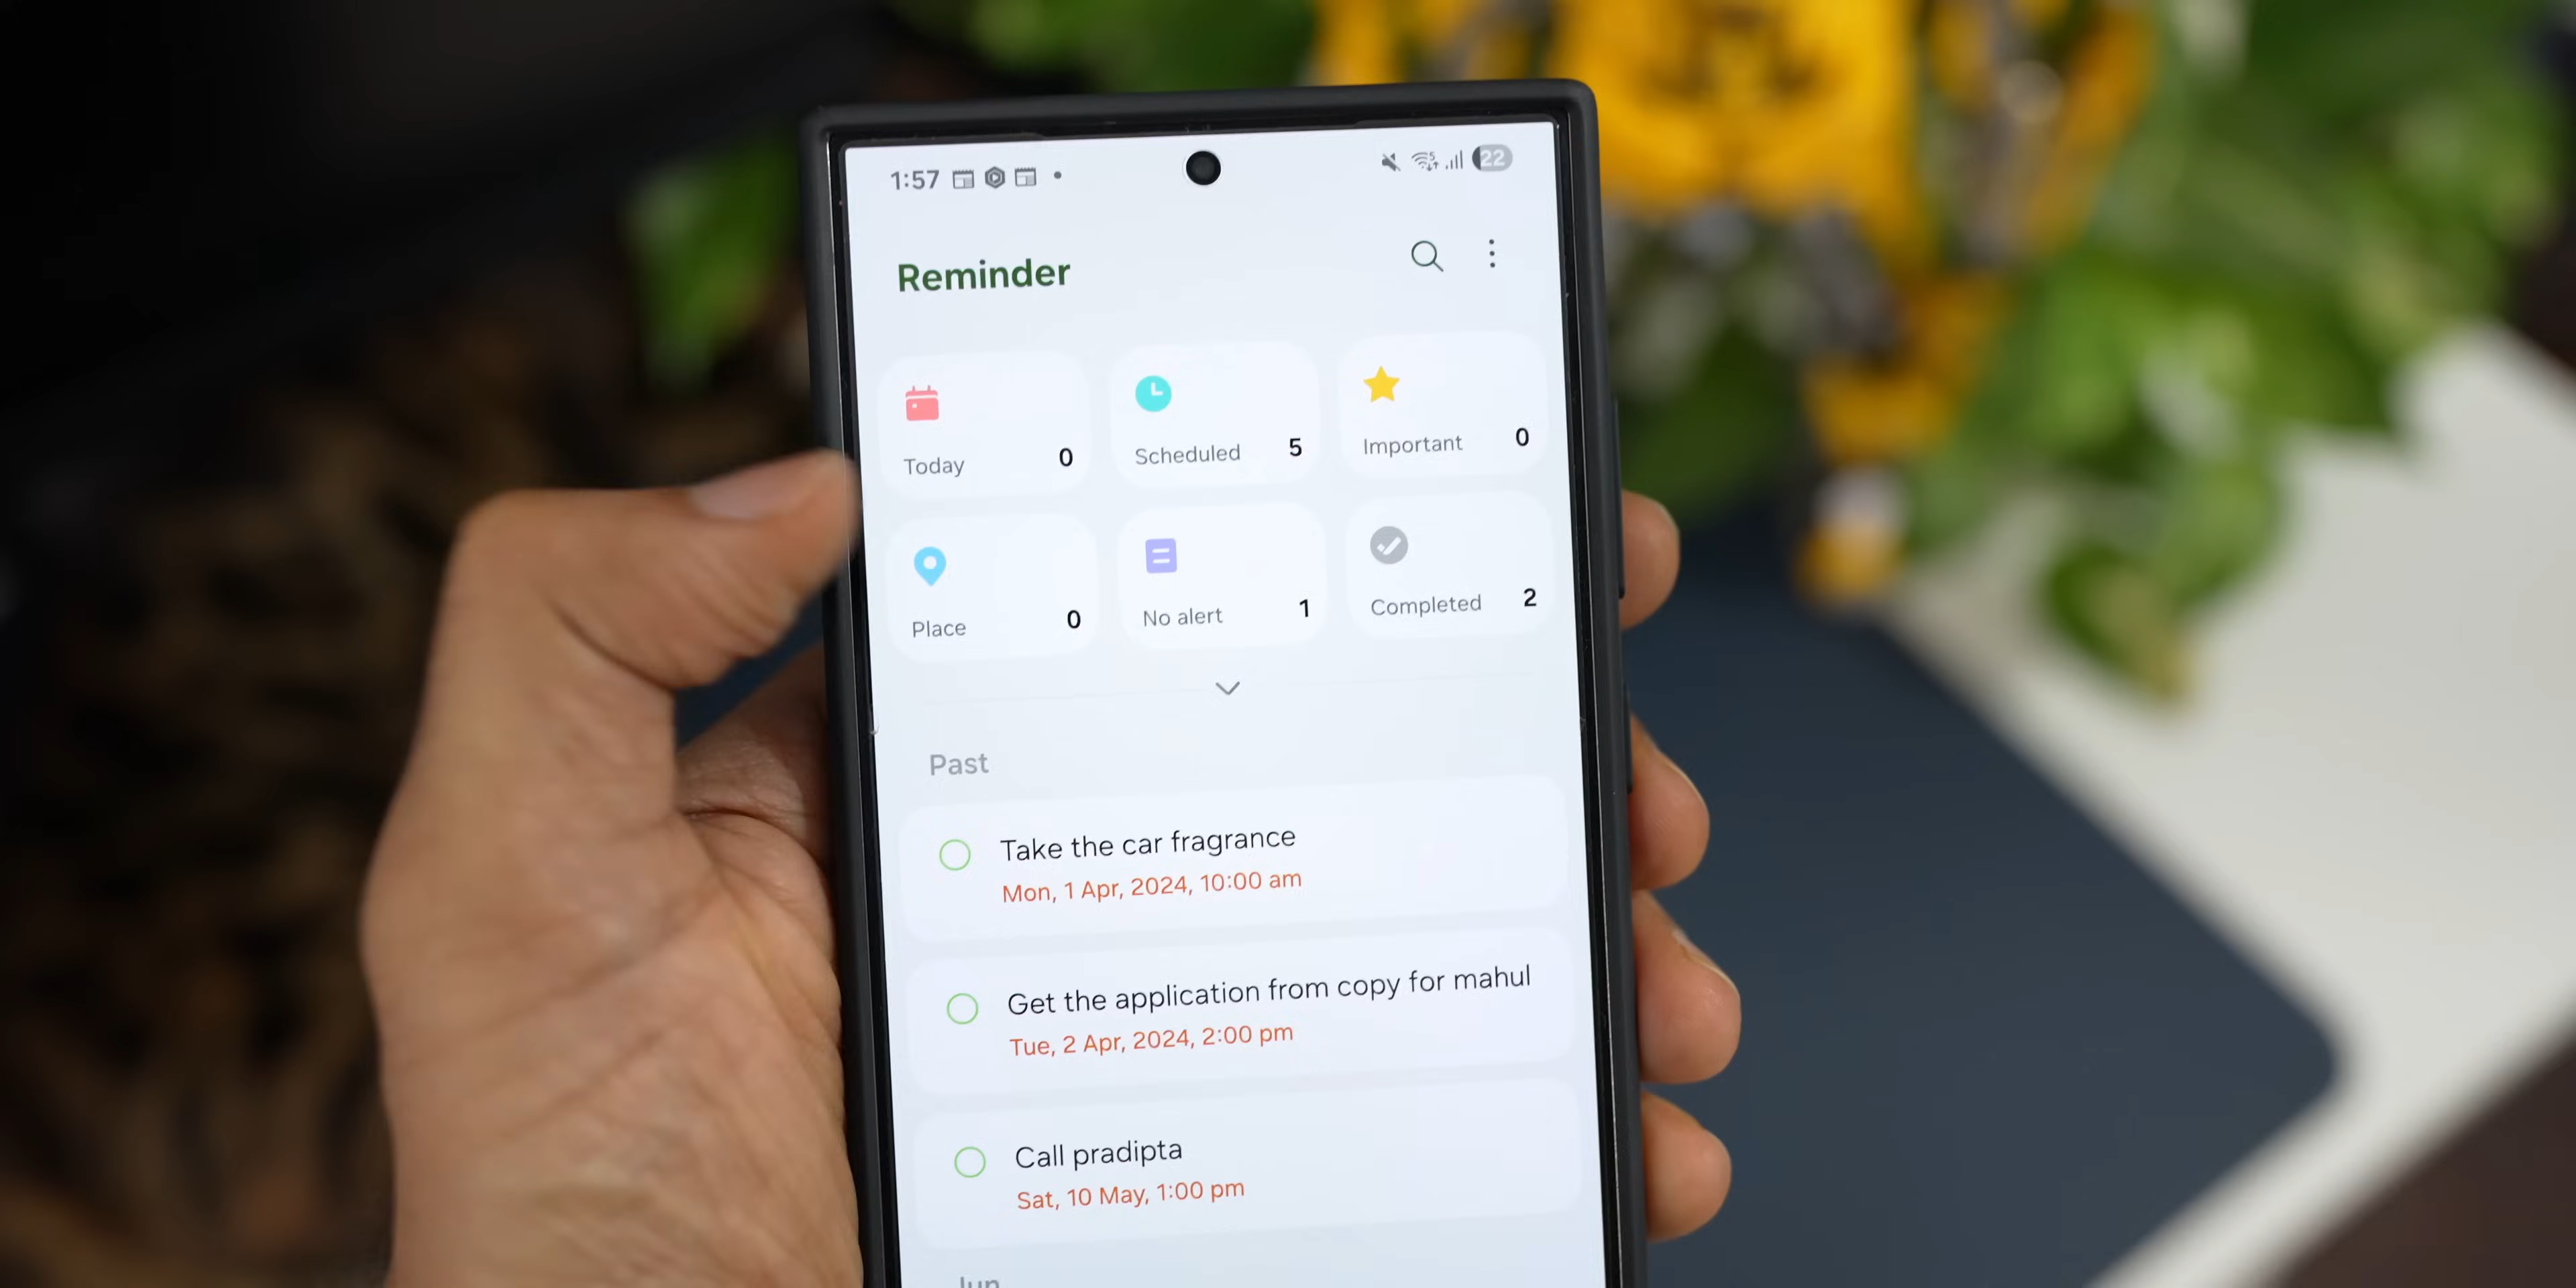 1:57
22
Reminder
Today 0
Scheduled 5
Important 0
Place 0
No alert 1
Completed 2
Past
Take the car fragrance
Mon, 1 Apr, 2024, 10:00 am
Get the application from copy for mahul
Tue, 2 Apr, 2024, 2:00 pm
Call pradipta
Sat, 10 May, 1:00 pm
Jun